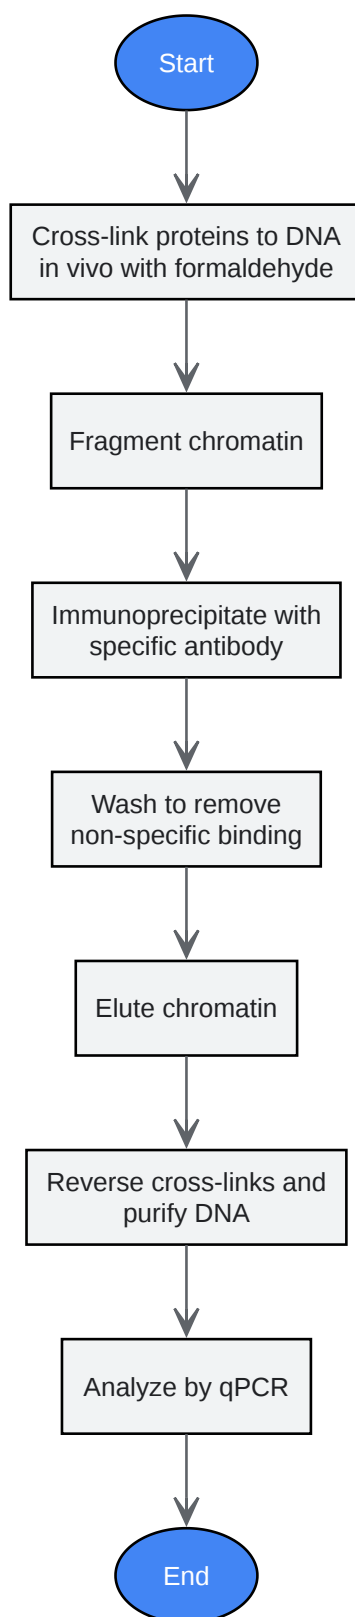 Start
Cross-link proteins to DNA
in vivo with formaldehyde
Fragment chromatin
Immunoprecipitate with
specific antibody
Wash to remove
non-specific binding
Elute chromatin
Reverse cross-links and
purify DNA
Analyze by qPCR
End